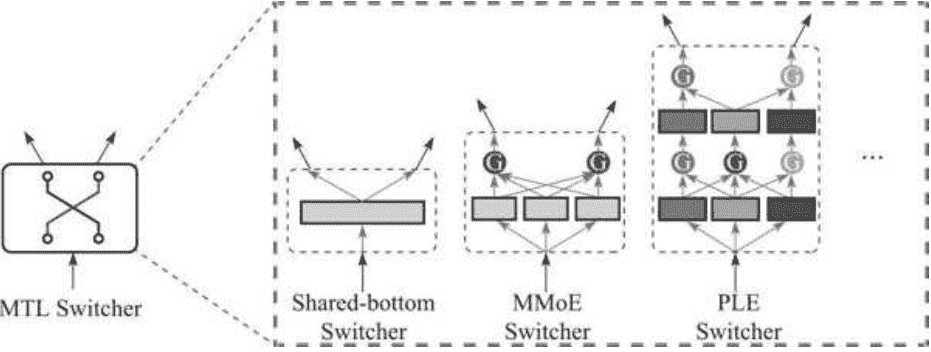 G G
G G G G G
...
MTL Switcher
Shared-bottom
Switcher
MMoE
Switcher
PLE
Switcher